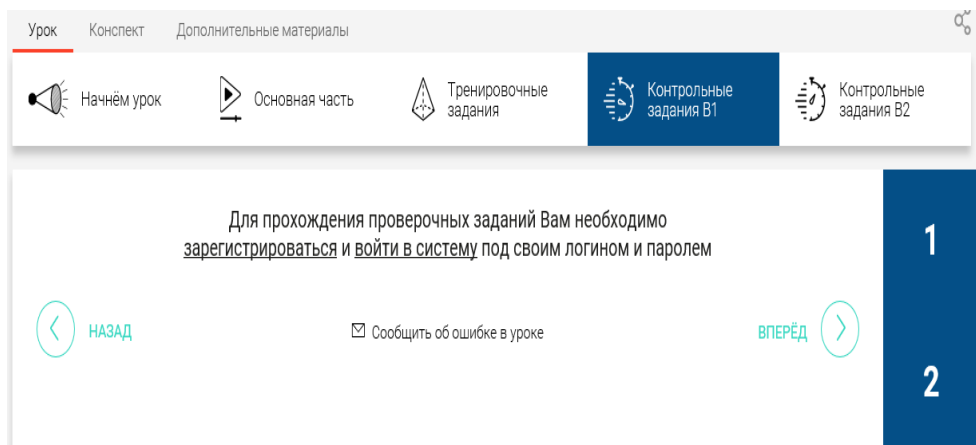 Урок Конспект Дополнительные материалы
Начнём урок
Основная часть
Тренировочные
задания
Контрольные
задания В1
Контрольные
задания В2
Для прохождения проверочных заданий Вам необходимо
зарегистрироваться и войти в систему под своим логином и паролем
1
НАЗАД
Сообщить об ошибке в уроке
ВПЕРЁД
2